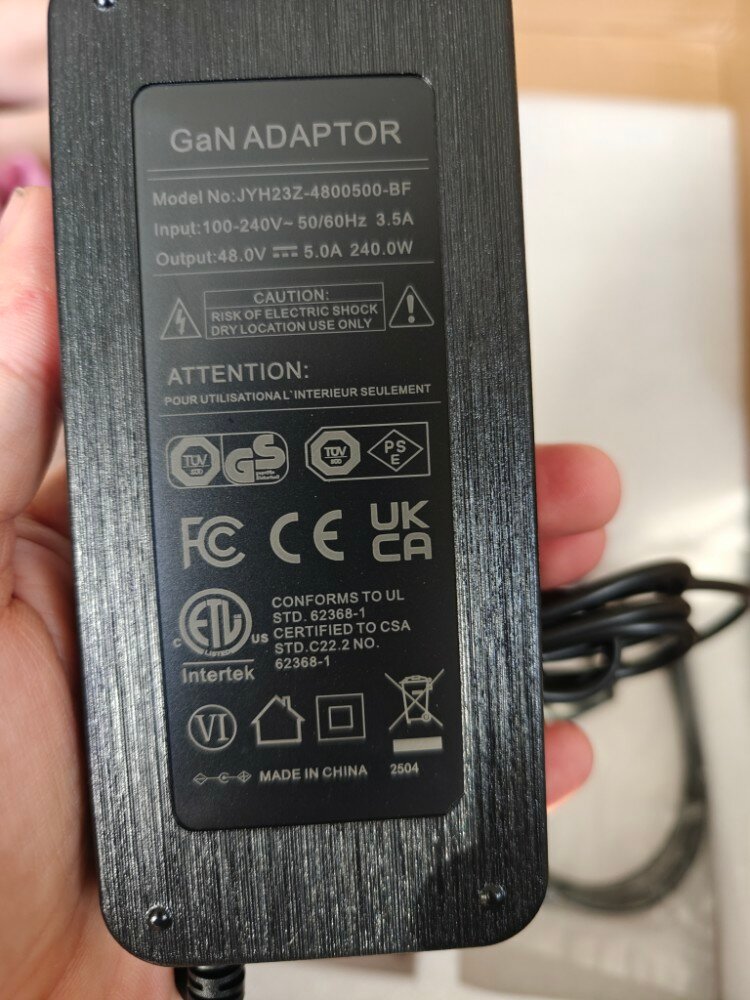 GaN ADAPTOR
Model No:JYH23Z-4800500-BF
Input:100-240V~ 50/60Hz 3.5A
Output:48.0V⎓5.0A 240.0W
CAUTION:
RISK OF ELECTRIC SHOCK
DRY LOCATION USE ONLY
ATTENTION:
POUR UTILISATIONAL`INTERIEUR SEULEMENT
TÜV
SÜD
GS
TÜV
SÜD
PS
E
FC
CE
UK
CA
CONFORMS TO UL
STD. 62368-1
CERTIFIED TO CSA
STD.C22.2 NO.
62368-1
C
ETL
US
LISTED
Intertek
VI
C
MADE IN CHINA
2504